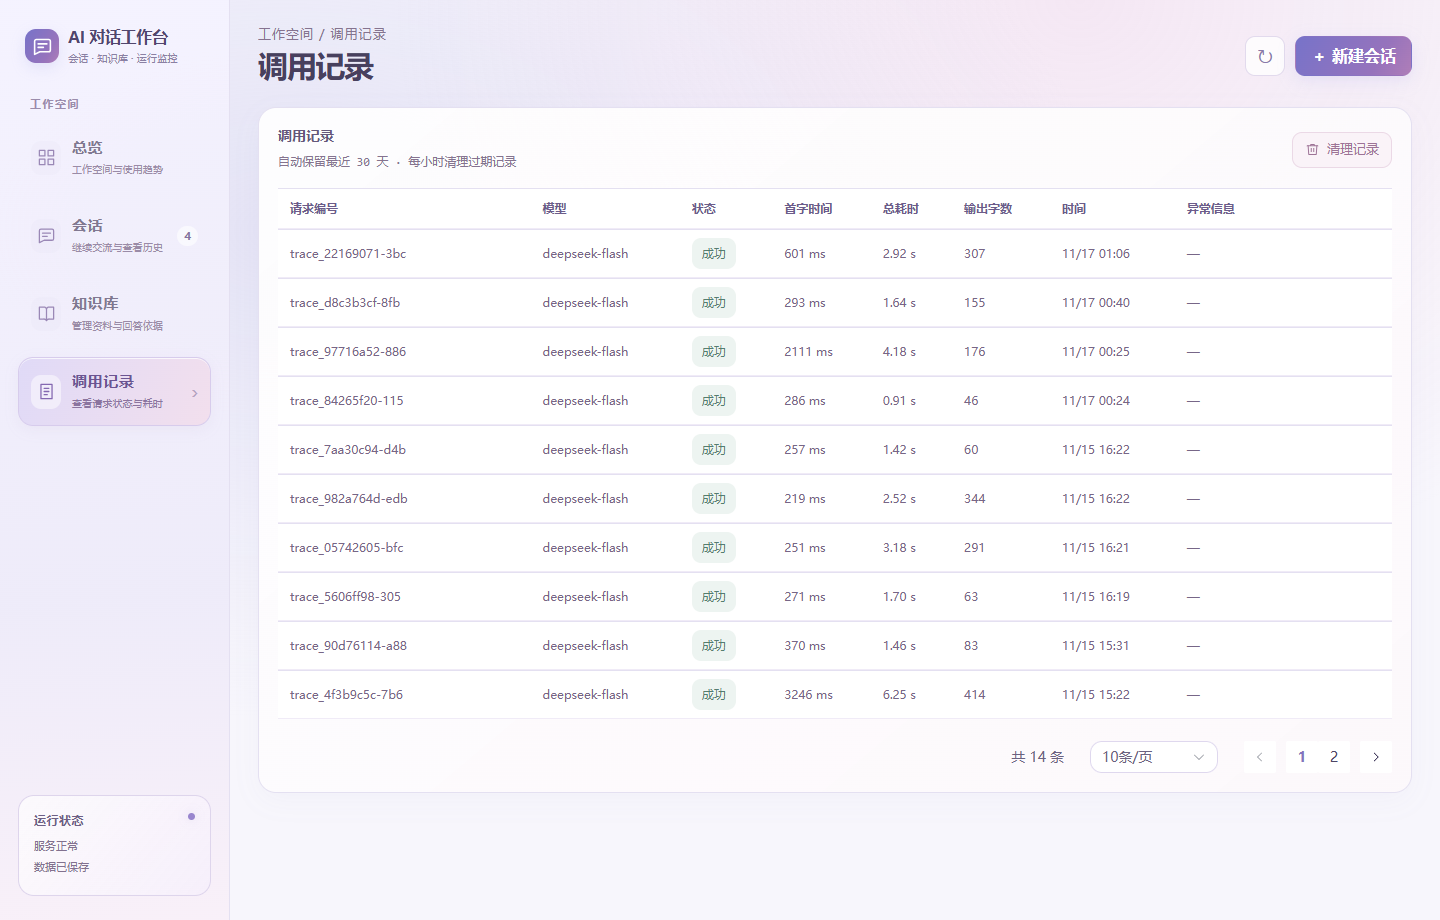 AI 对话工作台
会话 · 知识库 · 运行监控
工作空间
总览
工作空间与使用趋势
会话
继续交流与查看历史
4
知识库
管理资料与回答依据
调用记录
查看请求状态与耗时
运行状态
服务正常
数据已保存
工作空间 / 调用记录
调用记录
+ 新建会话
调用记录
自动保留最近 30 天 · 每小时清理过期记录
清理记录
请求编号 模型 状态 首字时间 总耗时 输出字数 时间 异常信息
trace_22169071-3bc deepseek-flash 成功 601 ms 2.92 s 307 11/17 01:06 —
trace_d8c3b3cf-8fb deepseek-flash 成功 293 ms 1.64 s 155 11/17 00:40 —
trace_97716a52-886 deepseek-flash 成功 2111 ms 4.18 s 176 11/17 00:25 —
trace_84265f20-115 deepseek-flash 成功 286 ms 0.91 s 46 11/17 00:24 —
trace_7aa30c94-d4b deepseek-flash 成功 257 ms 1.42 s 60 11/15 16:22 —
trace_982a764d-edb deepseek-flash 成功 219 ms 2.52 s 344 11/15 16:22 —
trace_05742605-bfc deepseek-flash 成功 251 ms 3.18 s 291 11/15 16:21 —
trace_5606ff98-305 deepseek-flash 成功 271 ms 1.70 s 63 11/15 16:19 —
trace_90d76114-a88 deepseek-flash 成功 370 ms 1.46 s 83 11/15 15:31 —
trace_4f3b9c5c-7b6 deepseek-flash 成功 3246 ms 6.25 s 414 11/15 15:22 —
共 14 条 10条/页 1 2